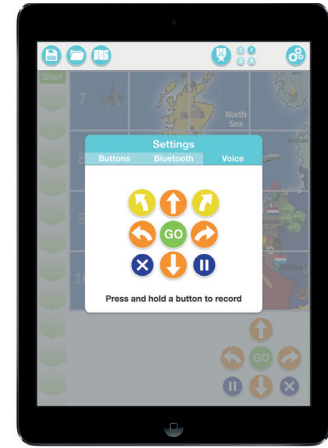 Start
7
North
Sea
Settings
Buttons Bluetooth Voice
8
9
GO
10
Press and hold a button to record
GO